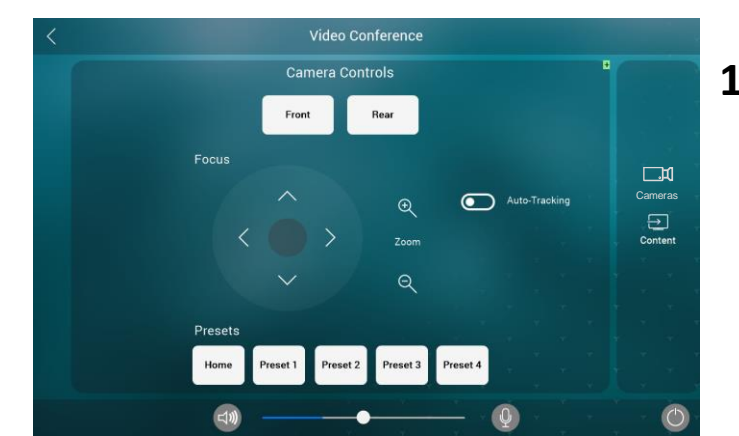 Video Conference
Camera Controls
1
Front Rear
Focus
Auto-Tracking
Cameras
Zoom
Content
Presets
Home Preset 1 Preset 2 Preset 3 Preset 4